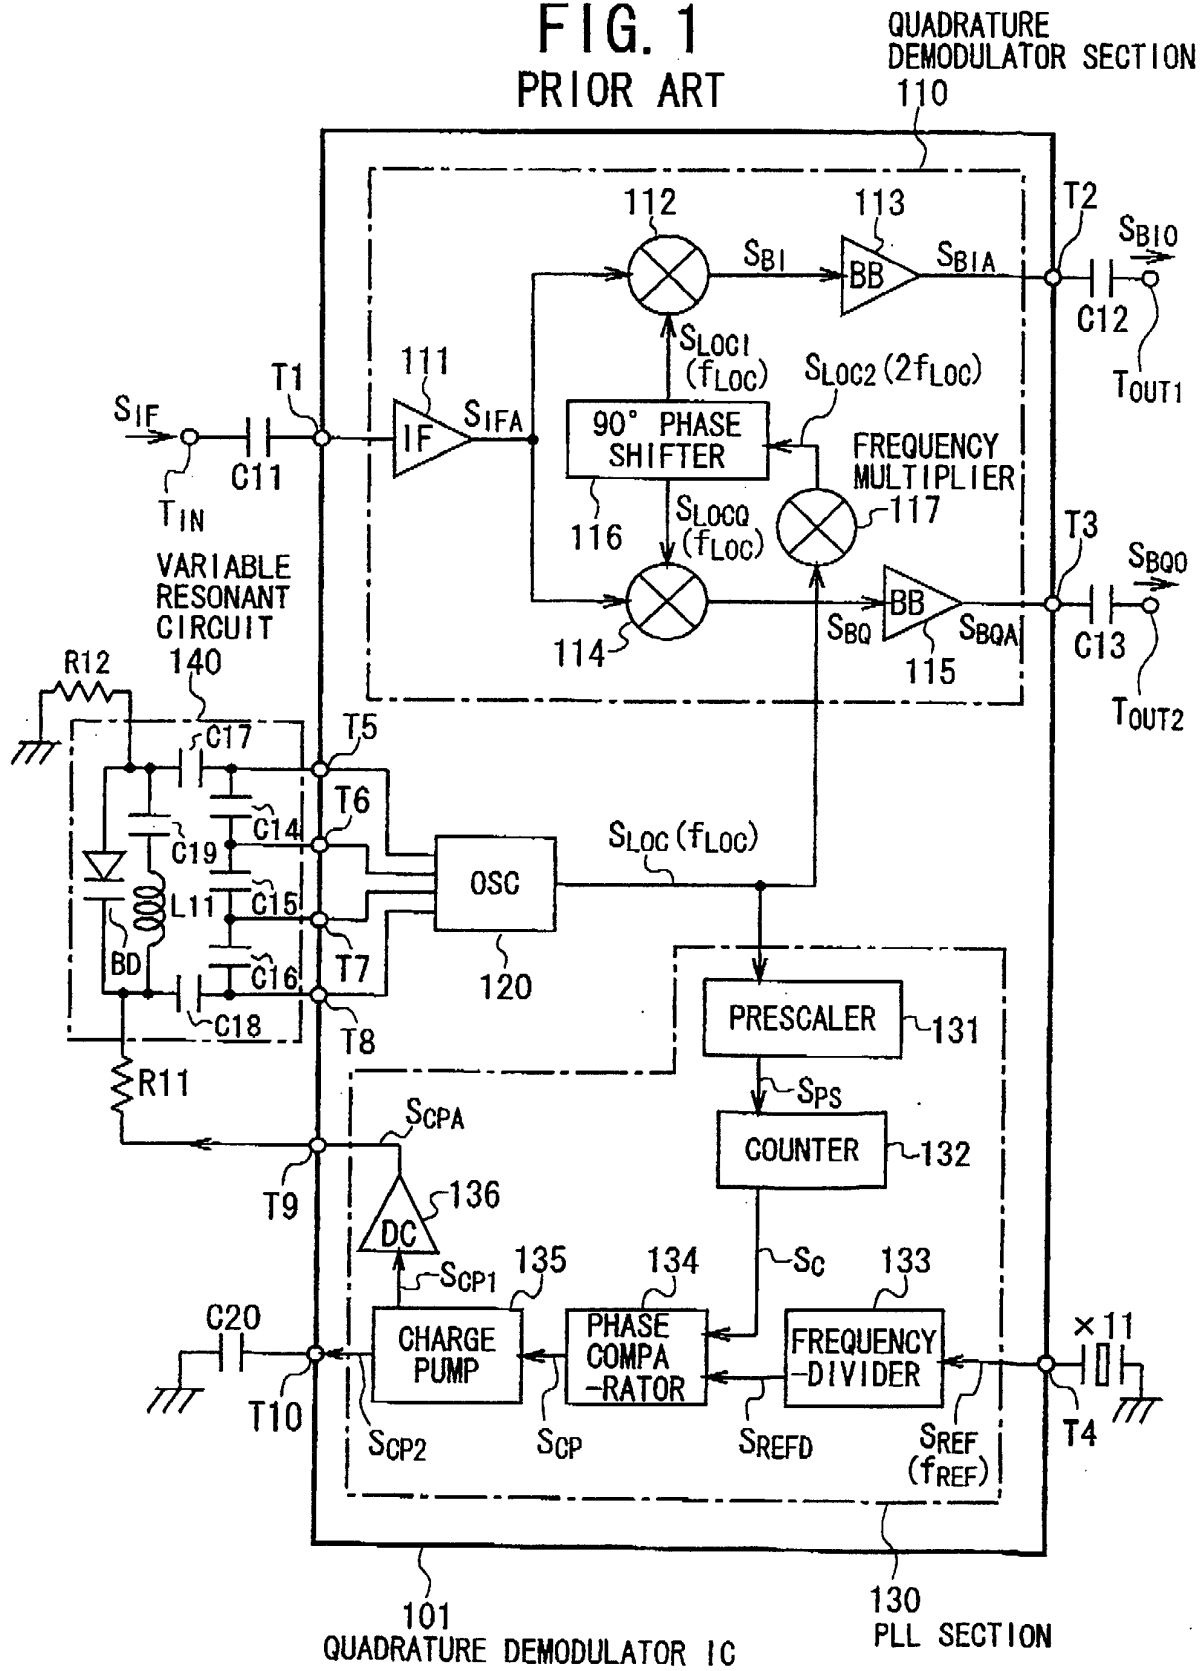 FIG. 1
PRIOR ART
QUADRATURE
DEMODULATOR SECTION
110
112
113
T2
SBIO
SBI
BB
SBIA
C12
TOUT1
SLOCI
(fLOC)
SLOC2 (2fLOC)
111
T1
SIF
IF
SIFA
C11
TIN
90° PHASE
SHIFTER
116
FREQUENCY
MULTIPLIER
117
SLOCQ
(fLOC)
T3
SBQO
VARIABLE
RESONANT
CIRCUIT
140
114
SBQ
BB
SBQA
115
C13
TOUT2
R12
C17
T5
T6
C14
C19
C15
L11
BD
C16
T7
C18
T8
OSC
120
SLOC (fLOC)
PRESCALER
131
SPS
COUNTER
132
R11
SCPA
T9
136
DC
SCP1
135
134
SC
133
C20
CHARGE
PUMP
PHASE
COMPA
-RATOR
FREQUENCY
-DIVIDER
×11
T10
SCP2
SCP
SREFD
SREF
(fREF)
T4
101
QUADRATURE DEMODULATOR IC
130
PLL SECTION